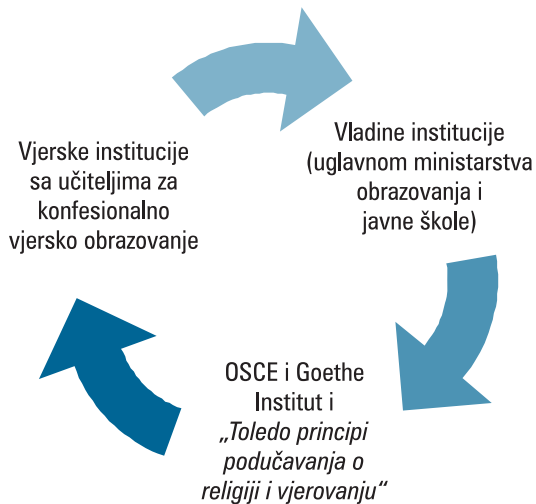 Vjerske institucije
sa učiteljima za
konfesionalno
vjersko obrazovanje
Vladine institucije
(uglavnom ministarstva
obrazovanja i
javne škole)
OSCE i Goethe
Institut i
„Toledo principi
podučavanja o
religiji i vjerovanju“